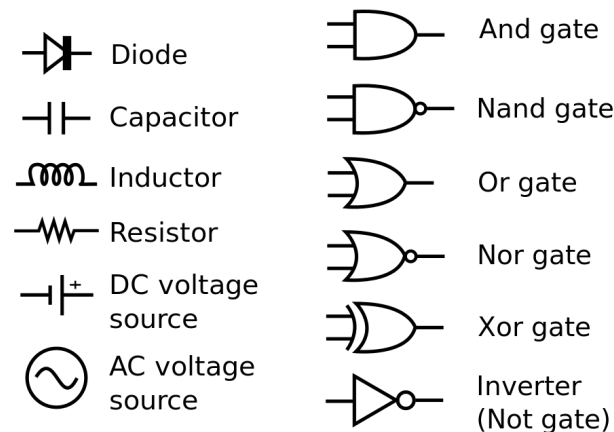 Diode
Capacitor
Inductor
Resistor
+
DC voltage
source
AC voltage
source
And gate
Nand gate
Or gate
Nor gate
Xor gate
Inverter
(Not gate)